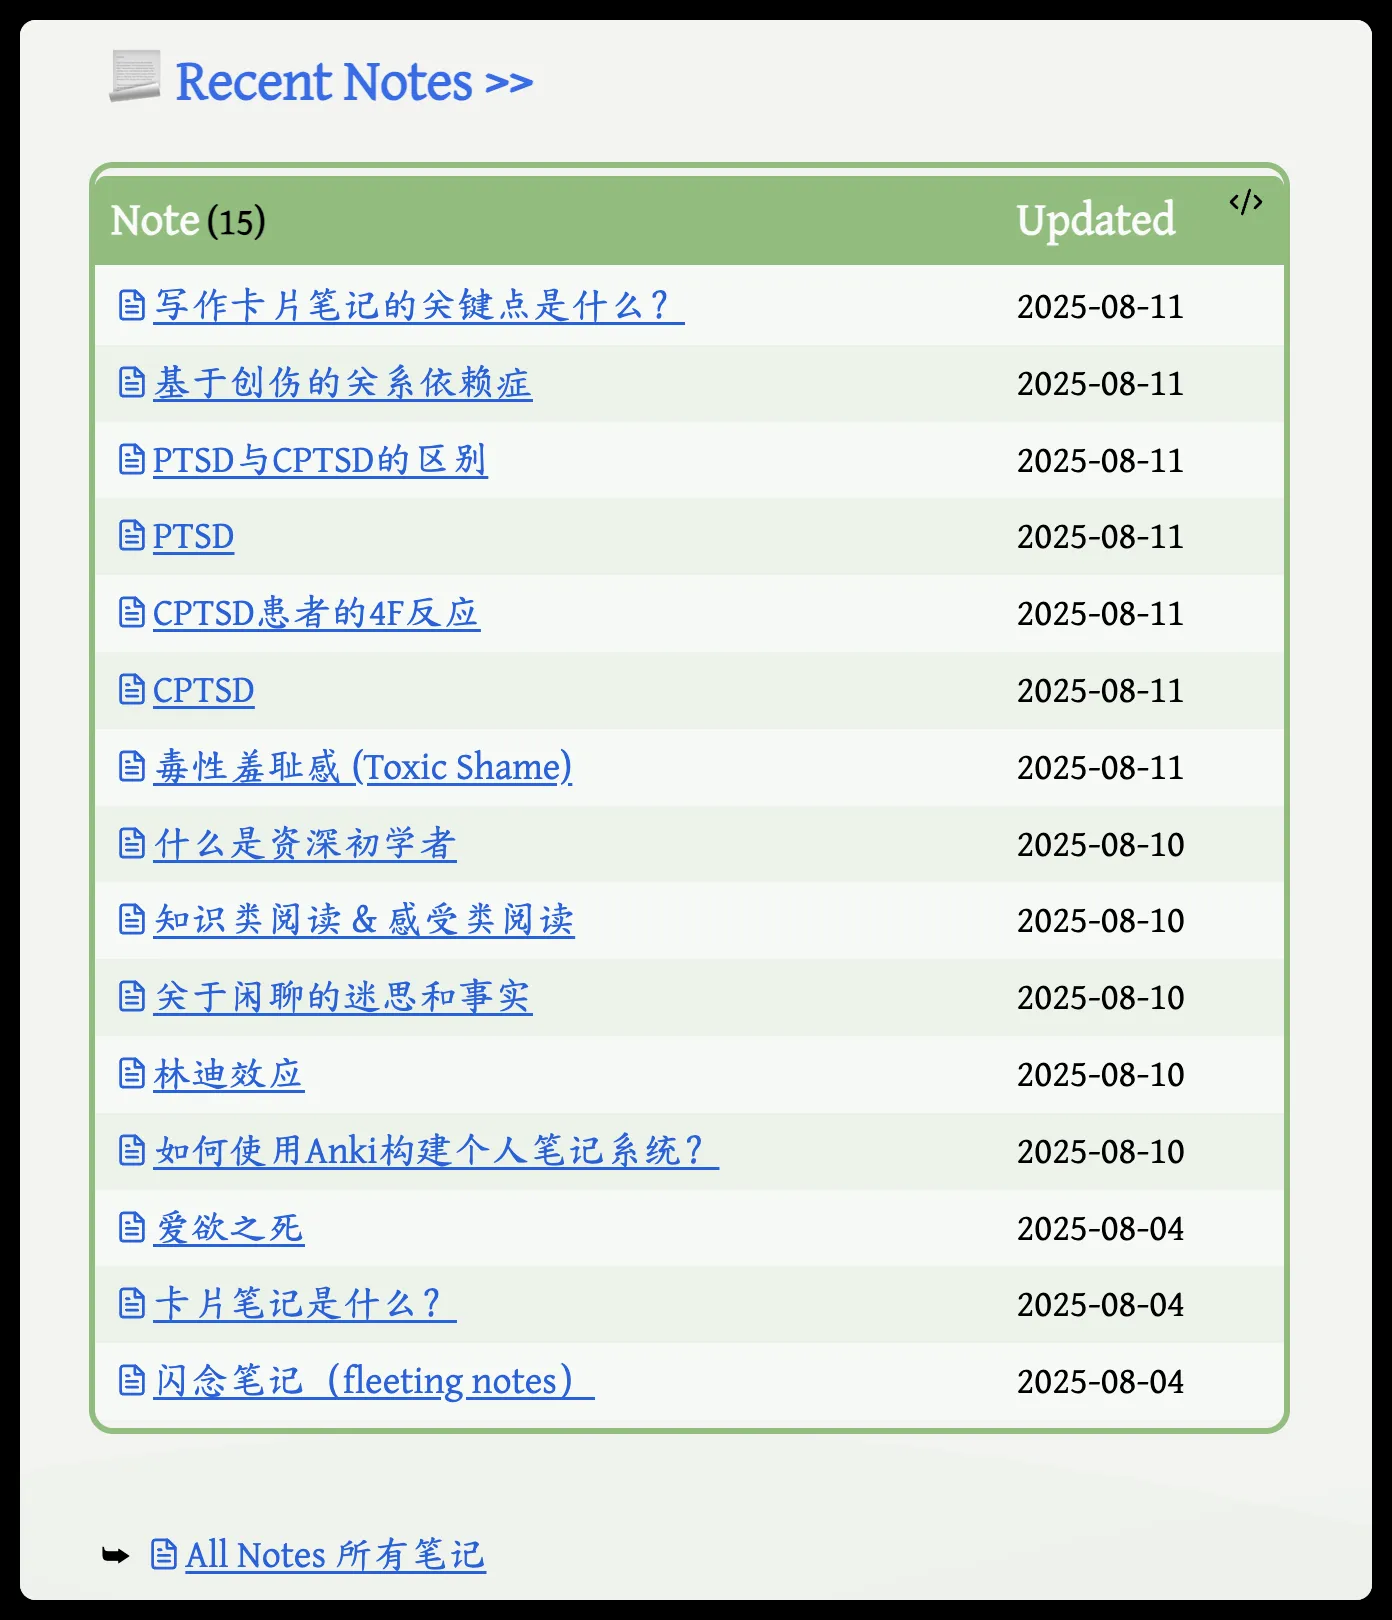 Recent Notes >>
Note (15) Updated </>
写作卡片笔记的关键点是什么？ 2025-08-11
基于创伤的关系依赖症 2025-08-11
PTSD与CPTSD的区别 2025-08-11
PTSD 2025-08-11
CPTSD患者的4F反应 2025-08-11
CPTSD 2025-08-11
毒性羞耻感 (Toxic Shame) 2025-08-11
什么是资深初学者 2025-08-10
知识类阅读 & 感受类阅读 2025-08-10
关于闲聊的迷思和事实 2025-08-10
林迪效应 2025-08-10
如何使用Anki构建个人笔记系统？ 2025-08-10
爱欲之死 2025-08-04
卡片笔记是什么？ 2025-08-04
闪念笔记（fleeting notes） 2025-08-04
➥ All Notes 所有笔记